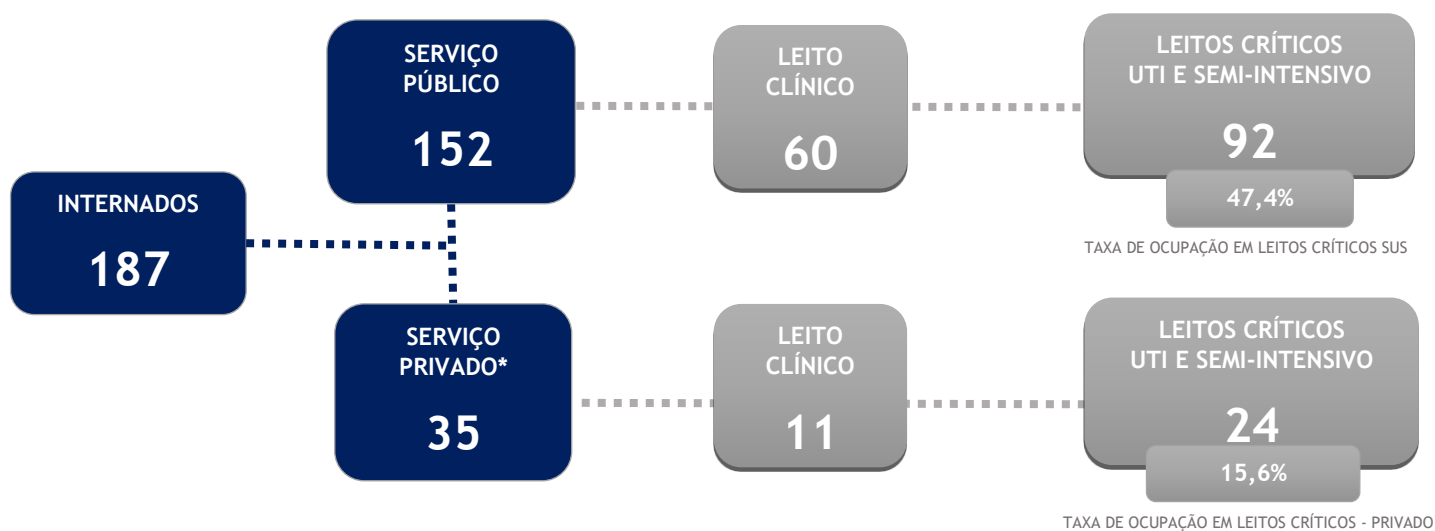 INTERNADOS
187
SERVIÇO
PÚBLICO
152
LEITO
CLÍNICO
60
LEITOS CRÍTICOS
UTI E SEMI-INTENSIVO
92
47,4%
TAXA DE OCUPAÇÃO EM LEITOS CRÍTICOS SUS
SERVIÇO
PRIVADO*
35
LEITO
CLÍNICO
11
LEITOS CRÍTICOS
UTI E SEMI-INTENSIVO
24
15,6%
TAXA DE OCUPAÇÃO EM LEITOS CRÍTICOS - PRIVADO